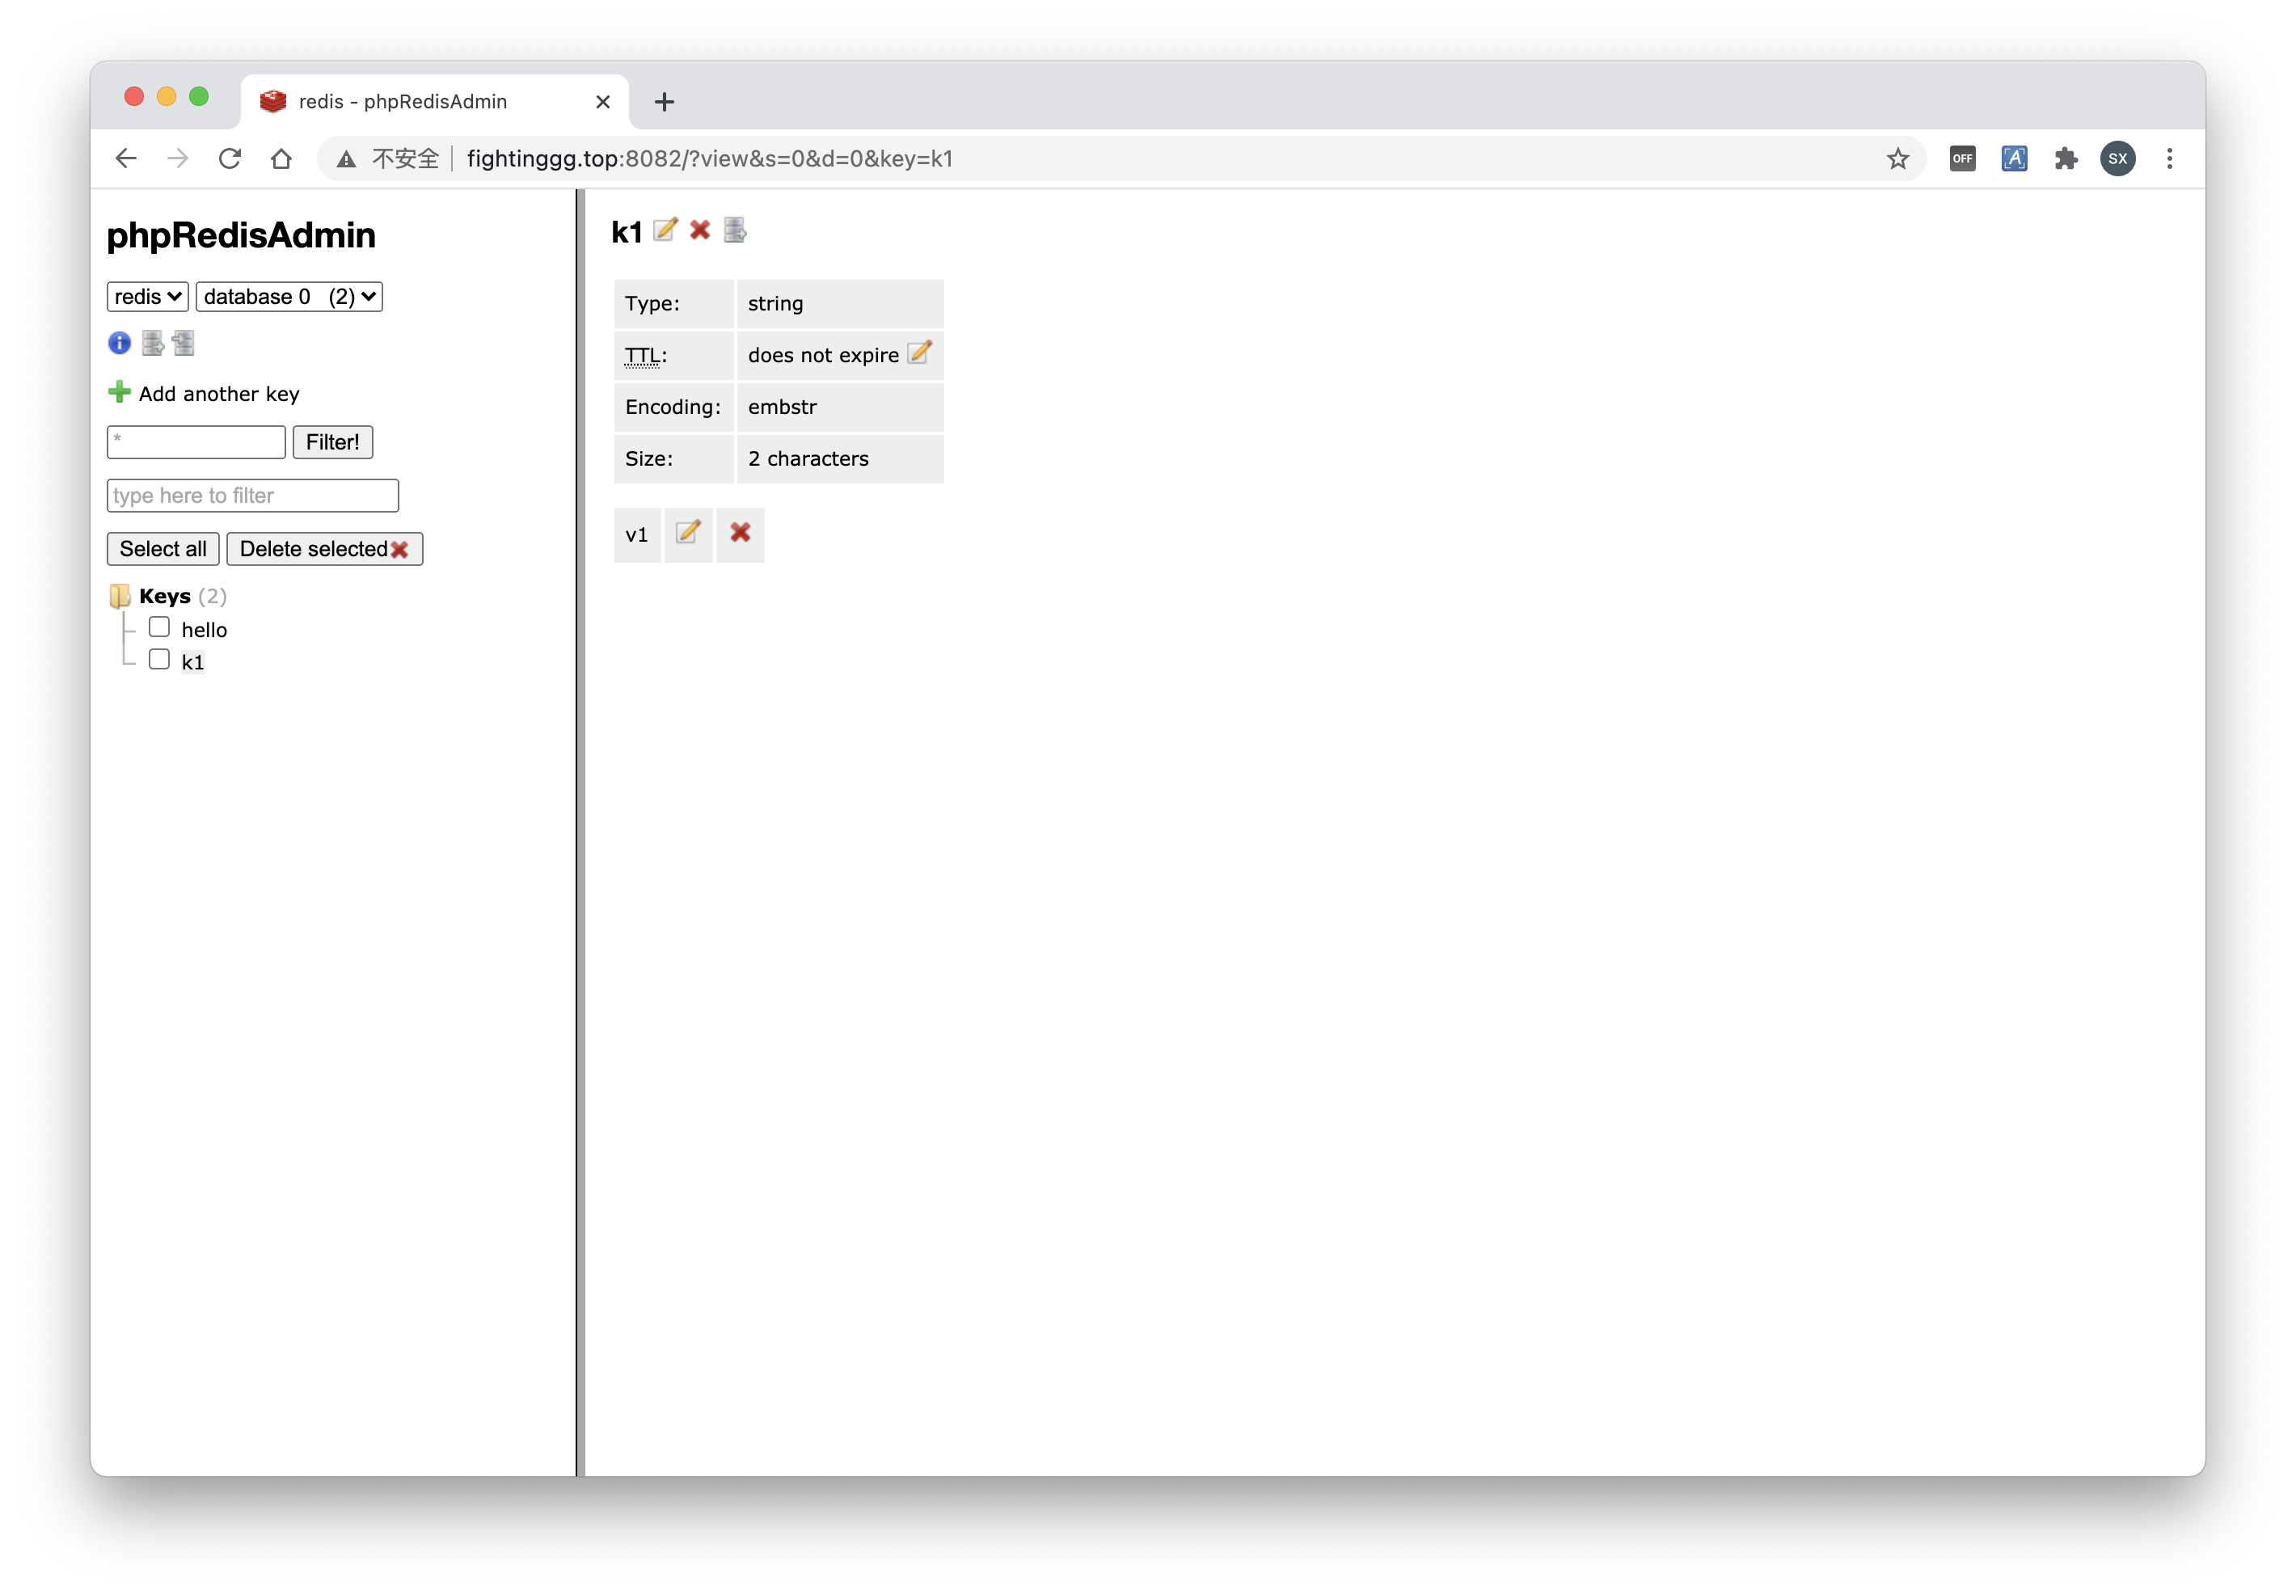 redis - phpRedisAdmin
不安全 fightinggg.top:8082/?view&s=0&d=0&key=k1
OFF
A
SX
phpRedisAdmin
redis database 0 (2)
Add another key
* Filter!
type here to filter
Select all Delete selected
Keys (2)
hello
k1
k1
Type: string
TTL: does not expire
Encoding: embstr
Size: 2 characters
v1